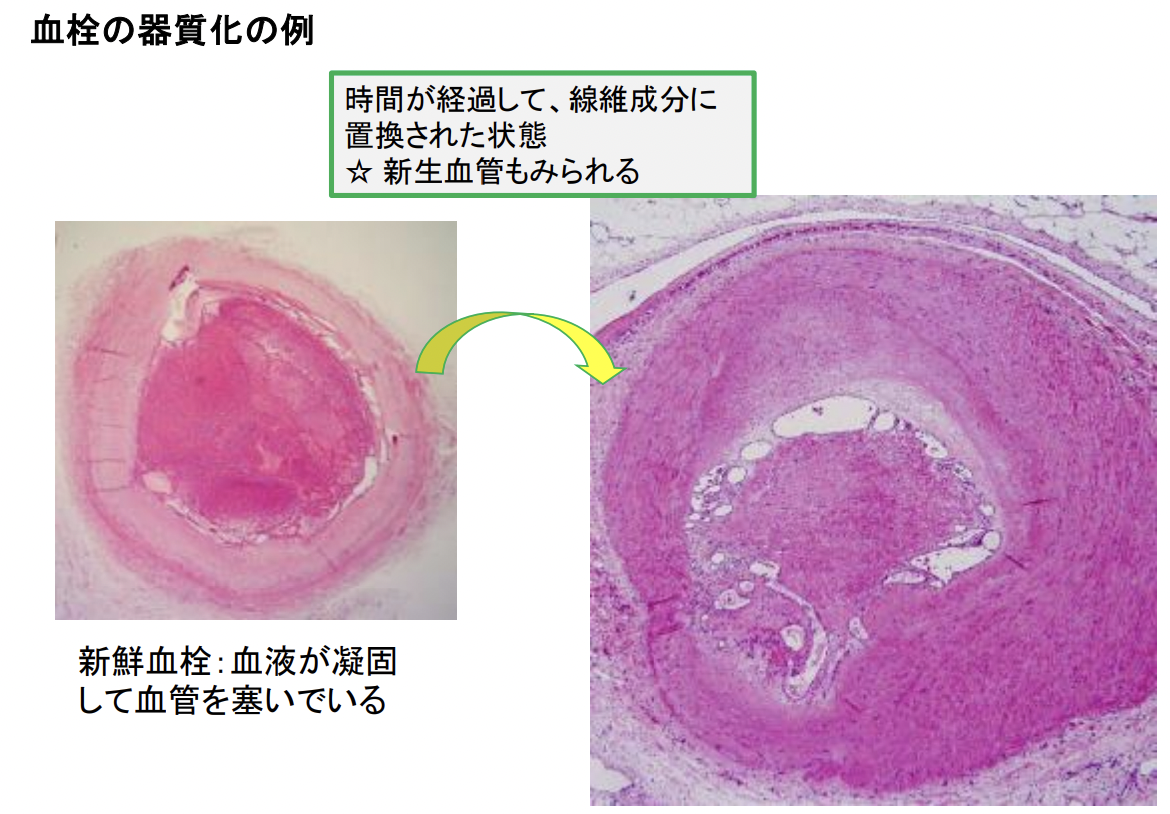 血栓の器質化の例
時間が経過して、線維成分に
置換された状態
☆ 新生血管もみられる
新鮮血栓：血液が凝固
して血管を塞いでいる